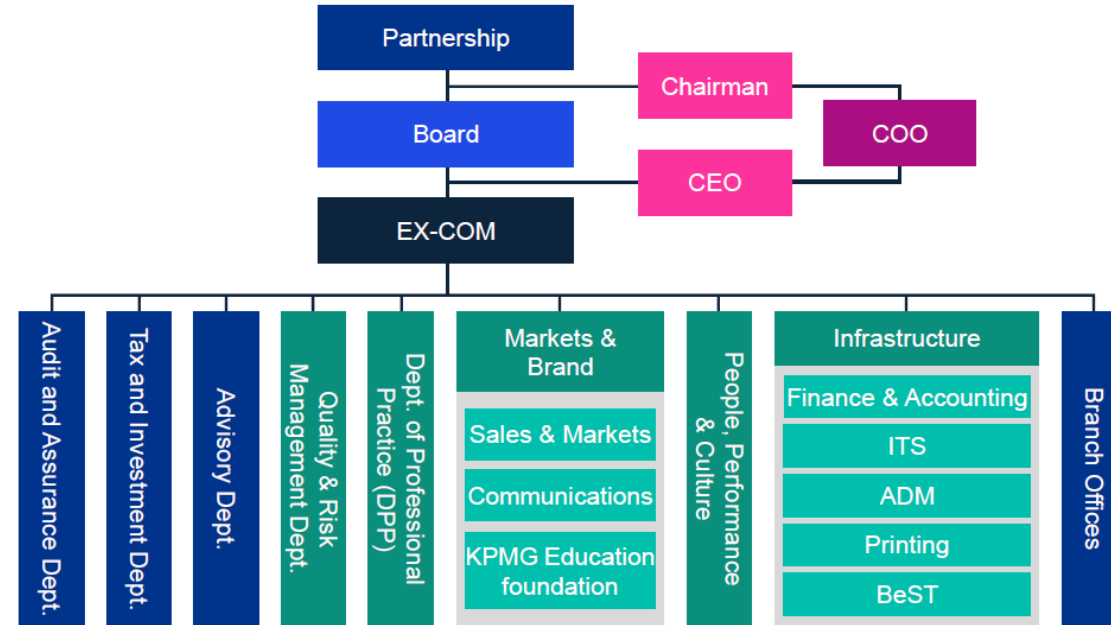 Partnership
Chairman
Board
COO
CEO
EX-COM
Audit and Assurance Dept.
Tax and Investment Dept.
Advisory Dept.
Quality & Risk
Management Dept.
Dept. of Professional
Practice (DPP)
Markets &
Brand
Sales & Markets
Communications
KPMG Education
foundation
People, Performance
& Culture
Infrastructure
Finance & Accounting
ITS
ADM
Printing
BeST
Branch Offices